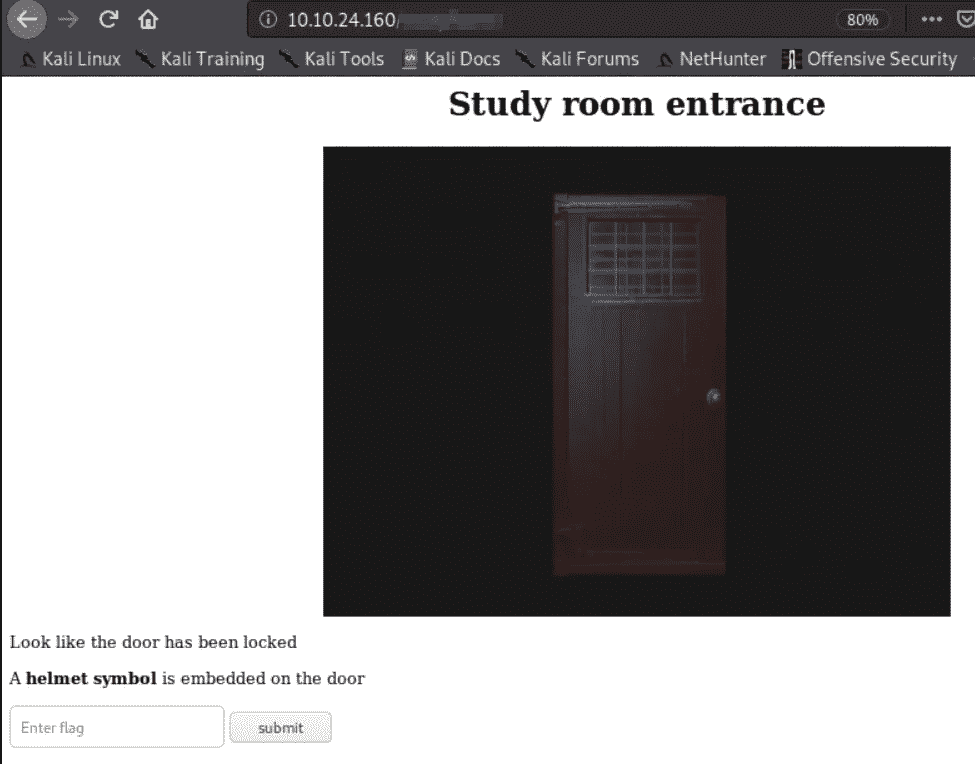 10.10.24.160/
80%
Kali Linux Kali Training Kali Tools Kali Docs Kali Forums NetHunter Offensive Security
Study room entrance
Look like the door has been locked
A helmet symbol is embedded on the door
Enter flag submit